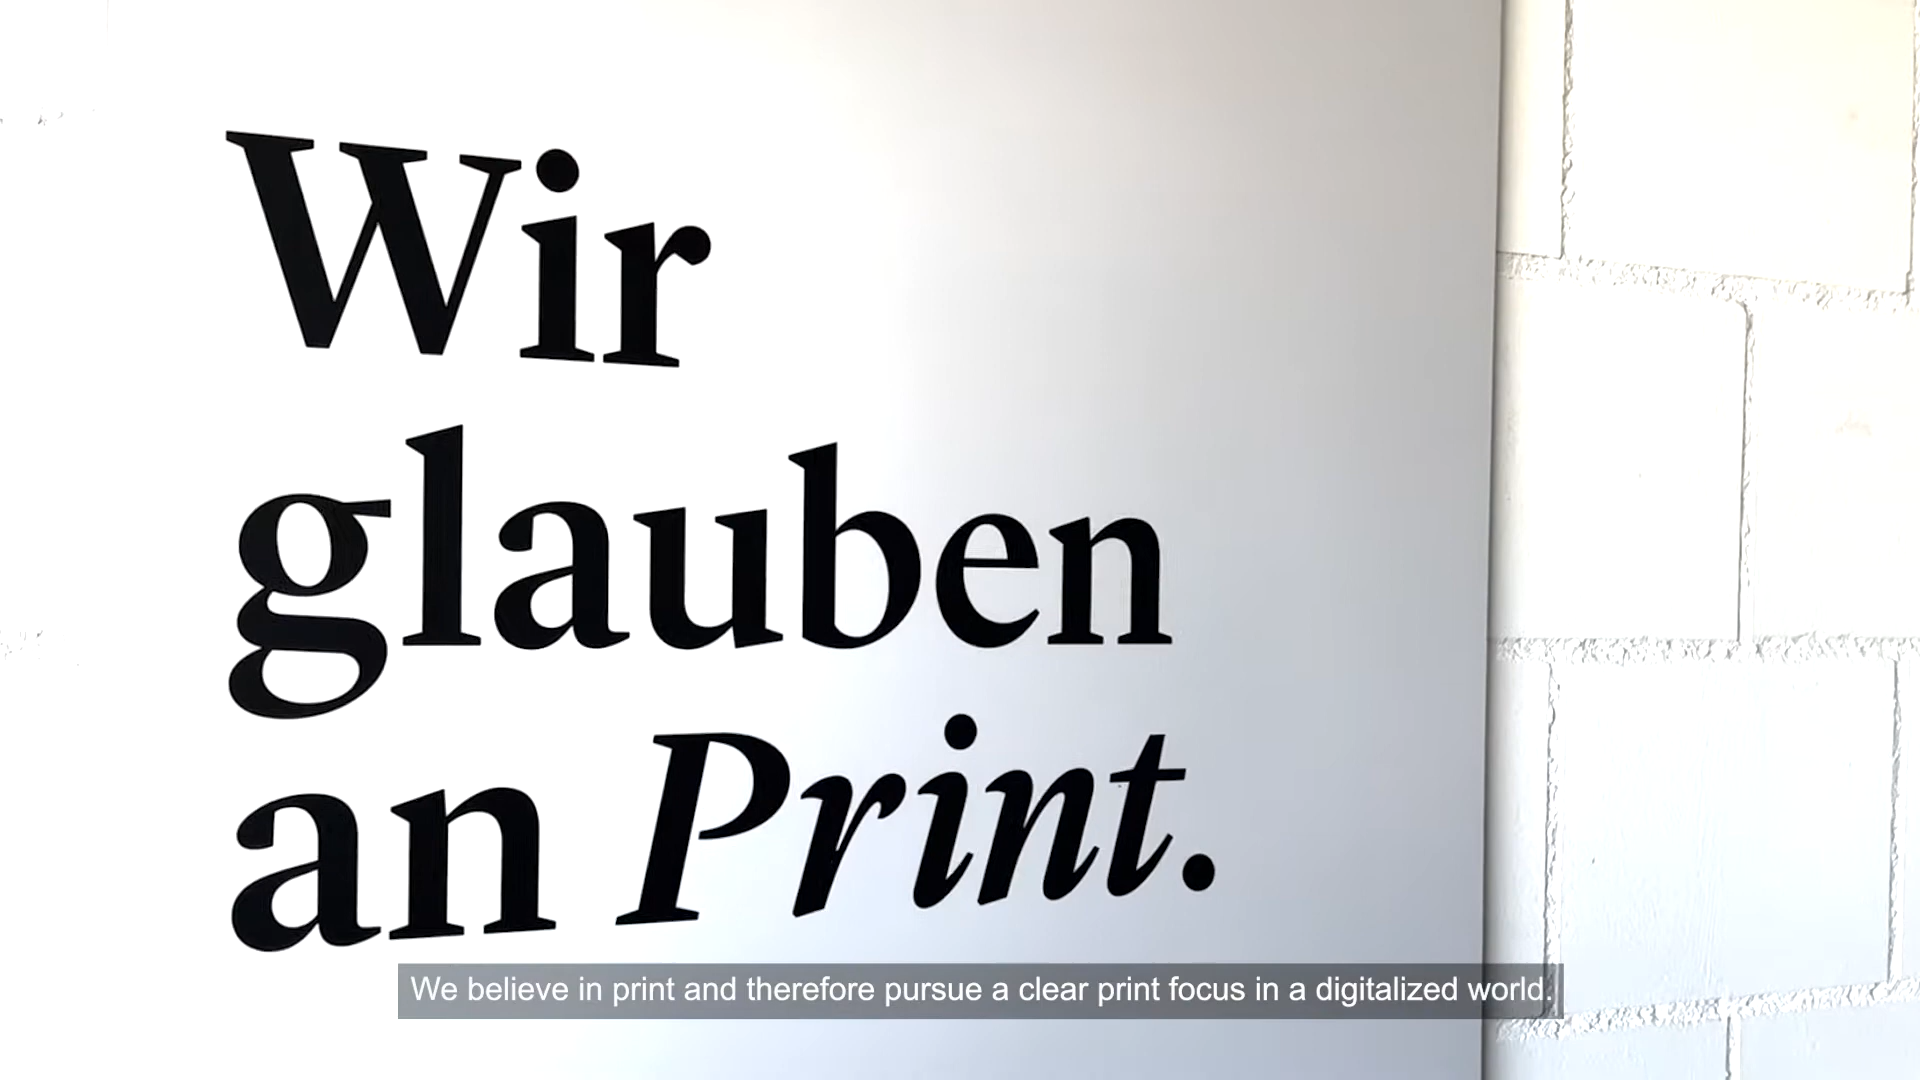 Wir
glauben
an Print.
We believe in print and therefore pursue a clear print focus in a digitalized world.